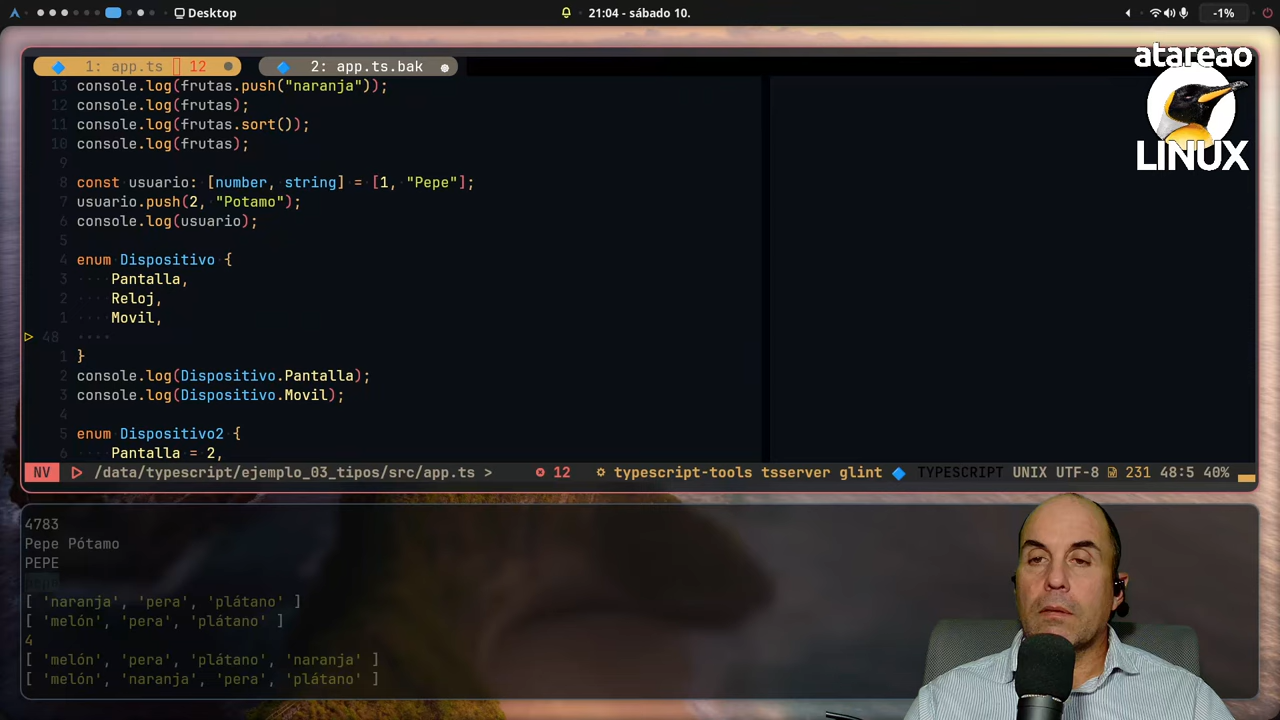 Desktop
21:04 - sábado 10.
-1%
atareao
LINUX
1: app.ts 12
2: app.ts.bak
13 console.log(frutas.push("naranja"));
12 console.log(frutas);
11 console.log(frutas.sort());
10 console.log(frutas);
9
8 const usuario: [number, string] = [1, "Pepe"];
7 usuario.push(2, "Potamo");
6 console.log(usuario);
5
4 enum Dispositivo {
3 Pantalla,
2 Reloj,
1 Movil,
48
1 }
2 console.log(Dispositivo.Pantalla);
3 console.log(Dispositivo.Movil);
4
5 enum Dispositivo2 {
6 Pantalla = 2,
NV /data/typescript/ejemplo_03_tipos/src/app.ts > 12 typescript-tools tsserver glint TYPESCRIPT UNIX UTF-8 231 48:5 40%
4783
Pepe Pótamo
PEPE
[ 'naranja', 'pera', 'plátano' ]
[ 'melón', 'pera', 'plátano' ]
4
[ 'melón', 'pera', 'plátano', 'naranja' ]
[ 'melón', 'naranja', 'pera', 'plátano' ]